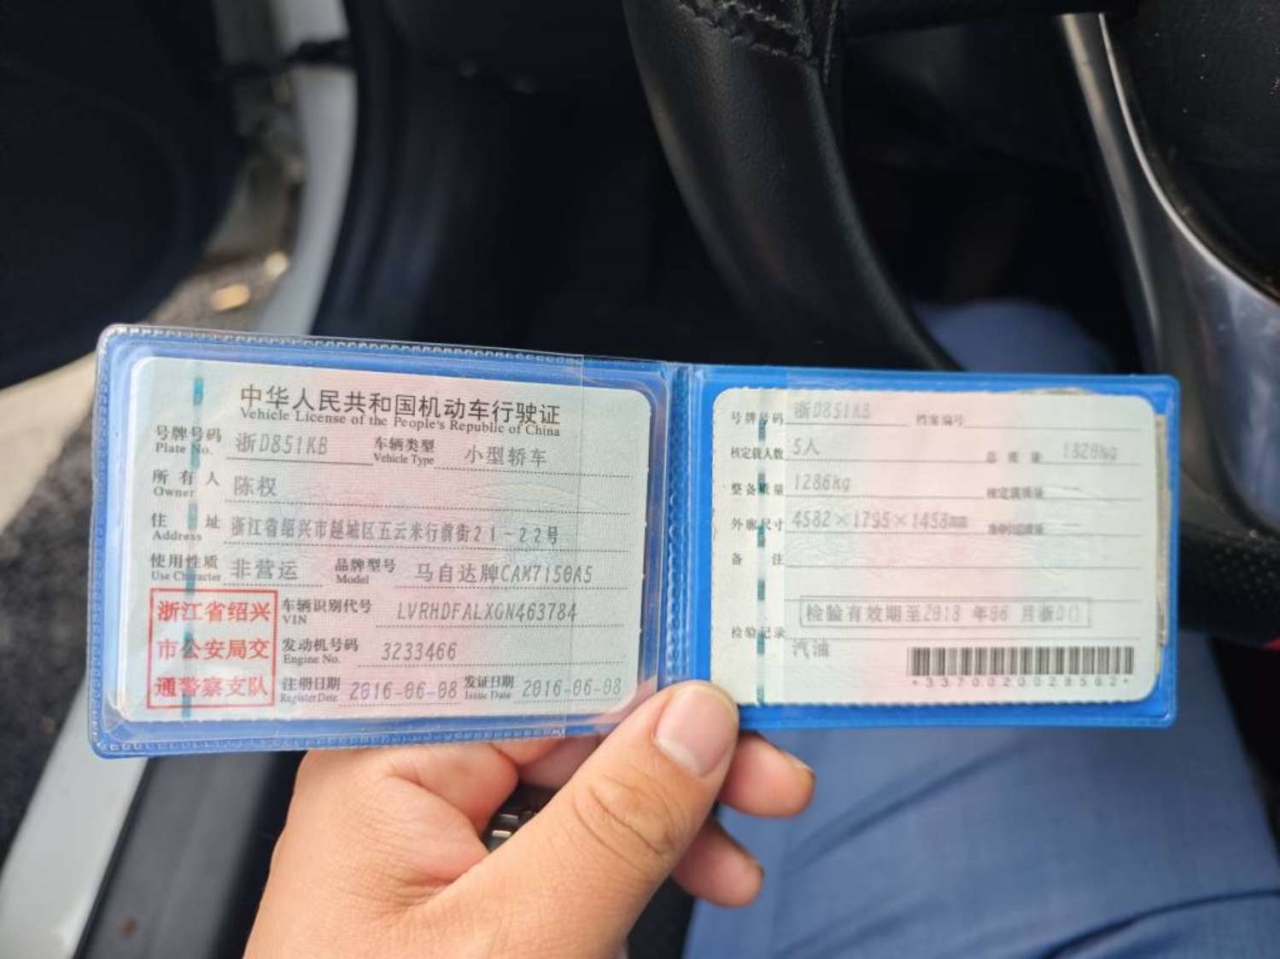 中华人民共和国机动车行驶证
Vehicle License of the People's Republic of China
号牌号码 浙D851KB 车辆类型 小型轿车
Plate No. Vehicle Type
所有人 陈权
Owner
住址 浙江省绍兴市越城区五云米行前街21-22号
Address
使用性质 非营运 品牌型号 马自达牌CAM7150A5
Use Character Model
浙江省绍兴
市公安局交
通警察支队
车辆识别代号 LVRHDFALXGN463784
VIN
发动机号码 3233466
Engine No.
注册日期 2016-06-08 发证日期 2016-06-08
Register Date Issue Date
号牌号码 浙D851KB 档案编号
核定载人数 5人 总质量 1820kg
整备质量 1286kg 核定载质量
外廓尺寸 4582×1795×1458mm
备注
检验有效期至2018 年06 月浙D
检验记录
汽油